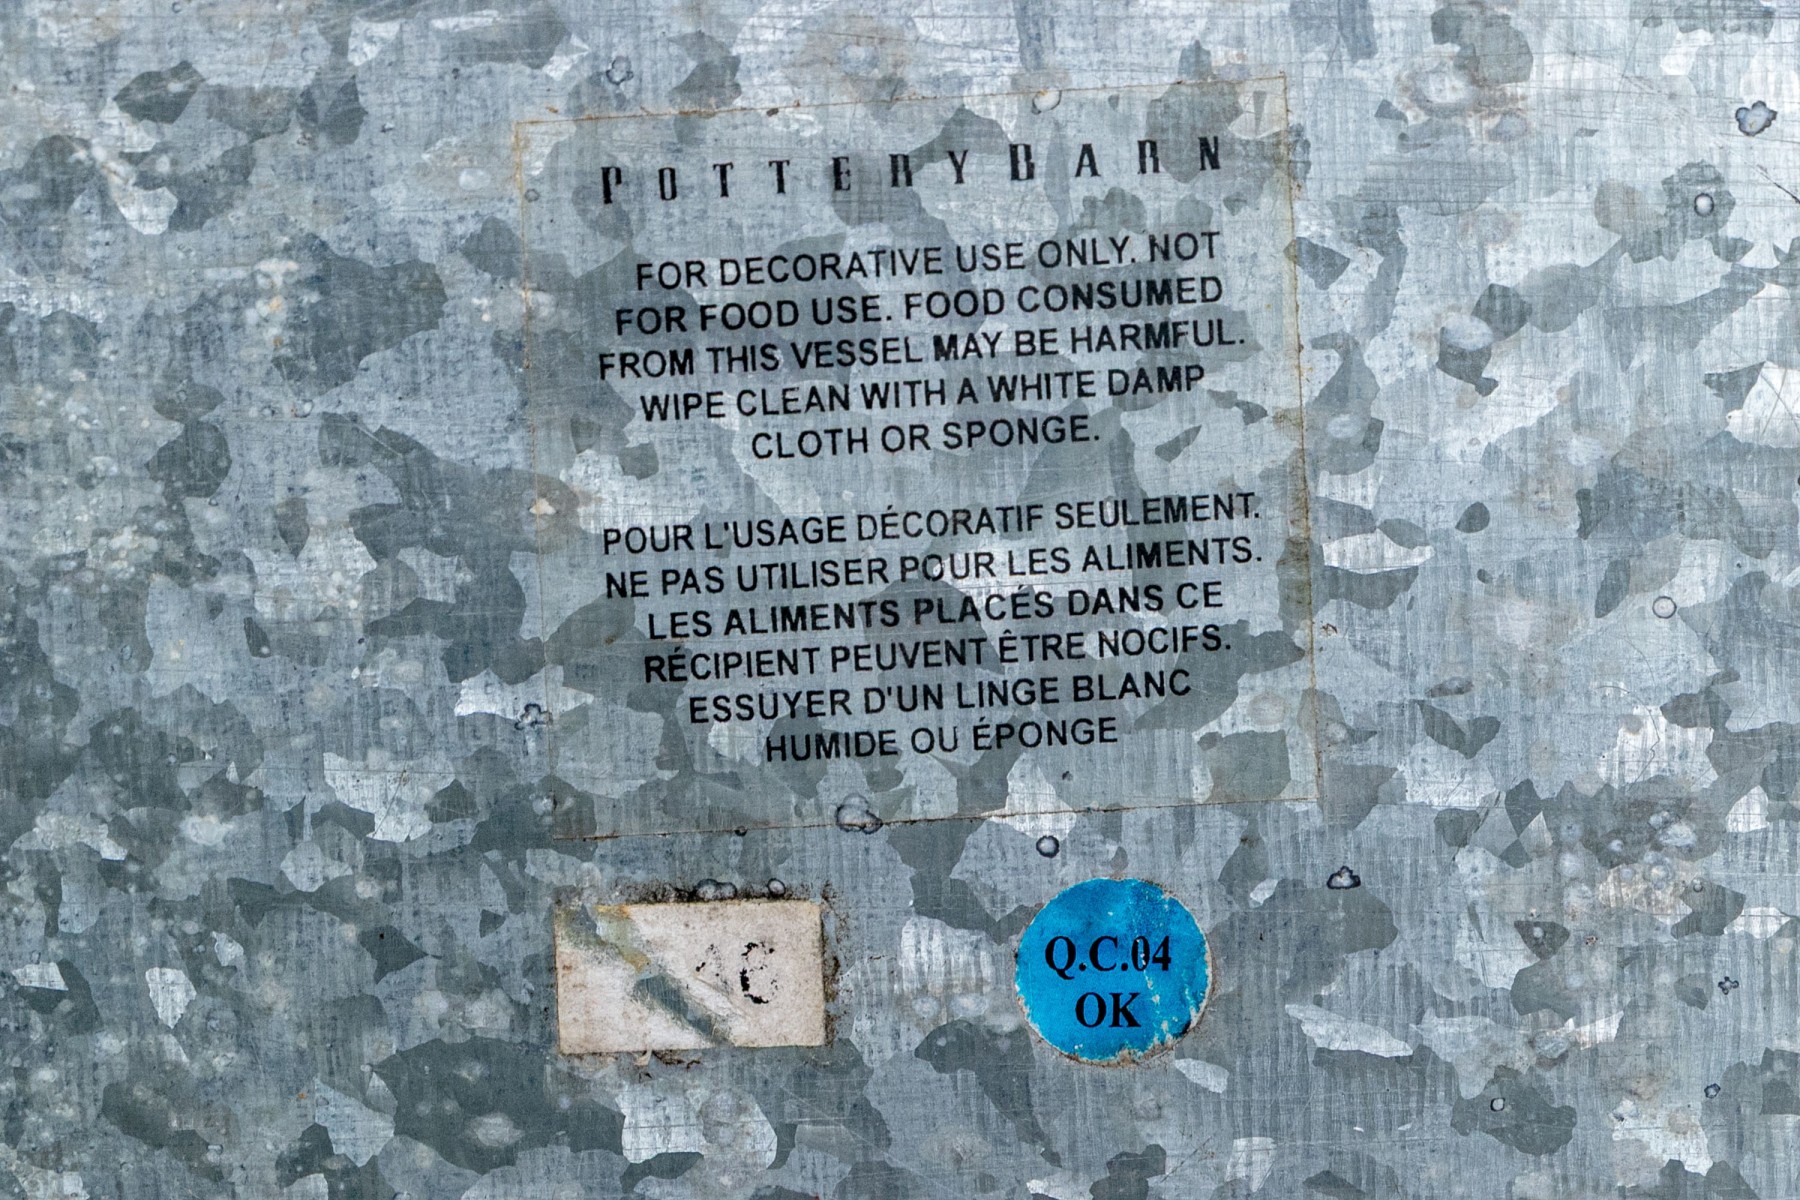 POTTERY BARN
FOR DECORATIVE USE ONLY. NOT
FOR FOOD USE. FOOD CONSUMED
FROM THIS VESSEL MAY BE HARMFUL.
WIPE CLEAN WITH A WHITE DAMP
CLOTH OR SPONGE.
POUR L'USAGE DÉCORATIF SEULEMENT.
NE PAS UTILISER POUR LES ALIMENTS.
LES ALIMENTS PLACÉS DANS CE
RÉCIPIENT PEUVENT ÊTRE NOCIFS.
ESSUYER D'UN LINGE BLANC
HUMIDE OU ÉPONGE
Q.C.04
OK